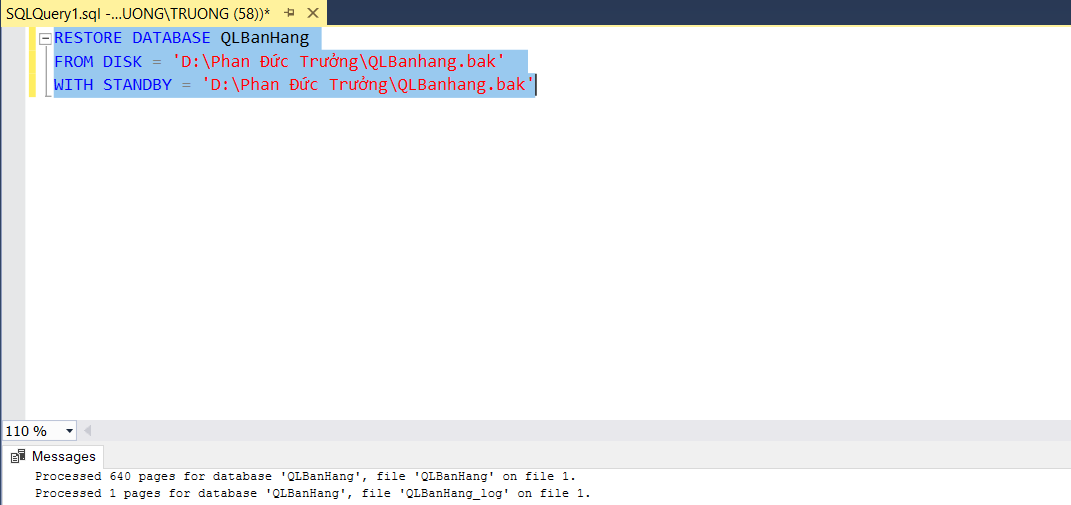 SQLQuery1.sql -...UONG\TRUONG (58))*
RESTORE DATABASE QLBanHang
FROM DISK = 'D:\Phan Đức Trưởng\QLBanhang.bak'
WITH STANDBY = 'D:\Phan Đức Trưởng\QLBanhang.bak'
110 %
Messages
Processed 640 pages for database 'QLBanHang', file 'QLBanHang' on file 1.
Processed 1 pages for database 'QLBanHang', file 'QLBanHang_log' on file 1.